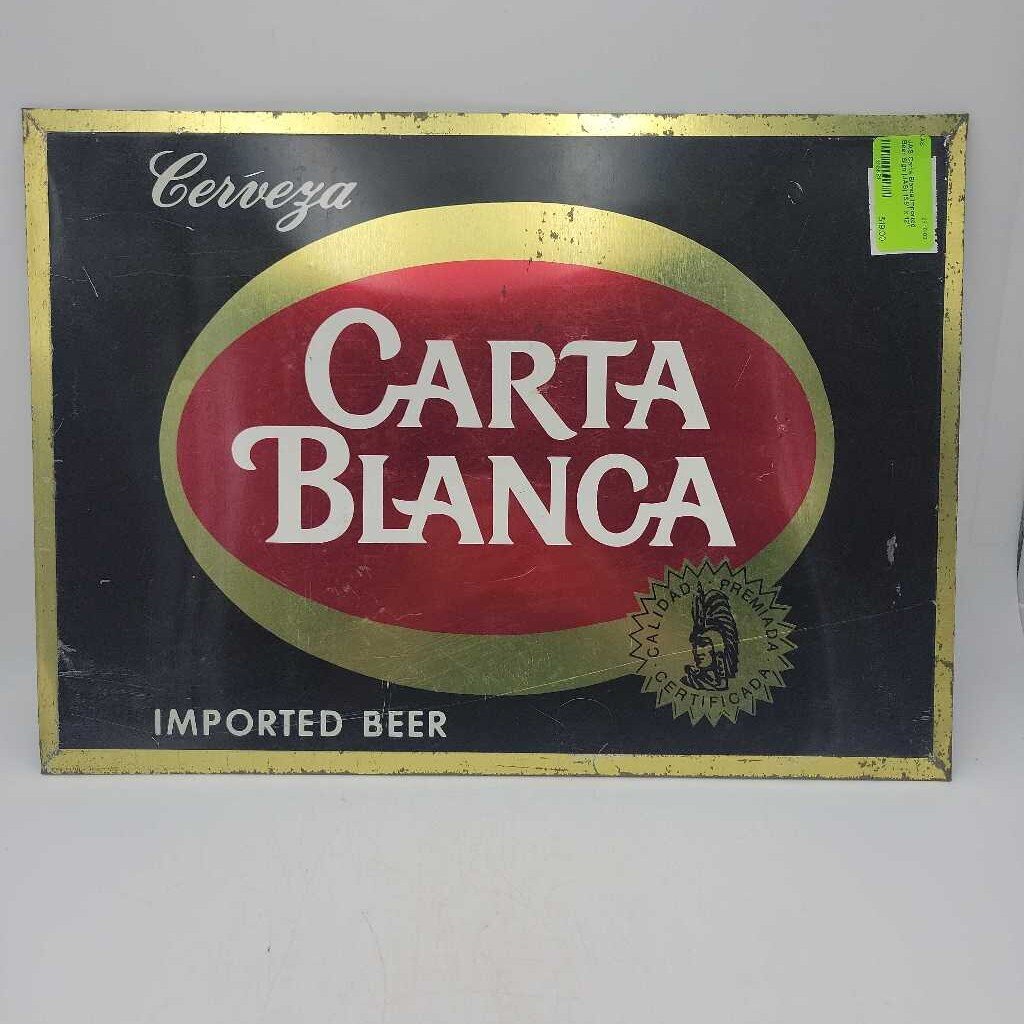 Cerveza
CARTA
BLANCA
CALIDAD PREMIADA
CERTIFICADA
IMPORTED BEER